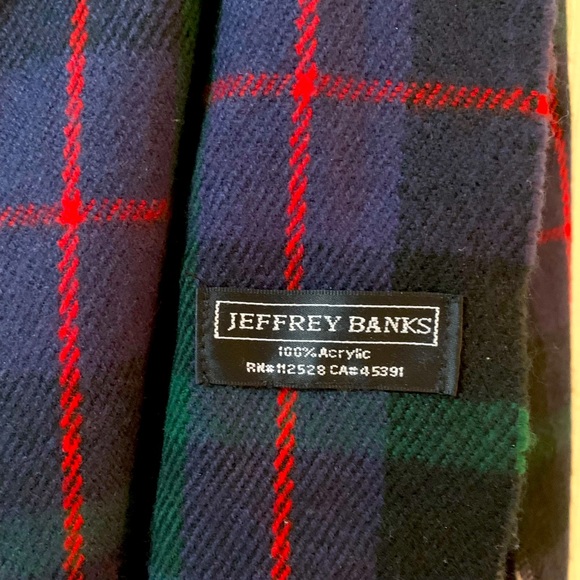 JEFFREY BANKS
100% Acrylic
RN#112528 CA#45391